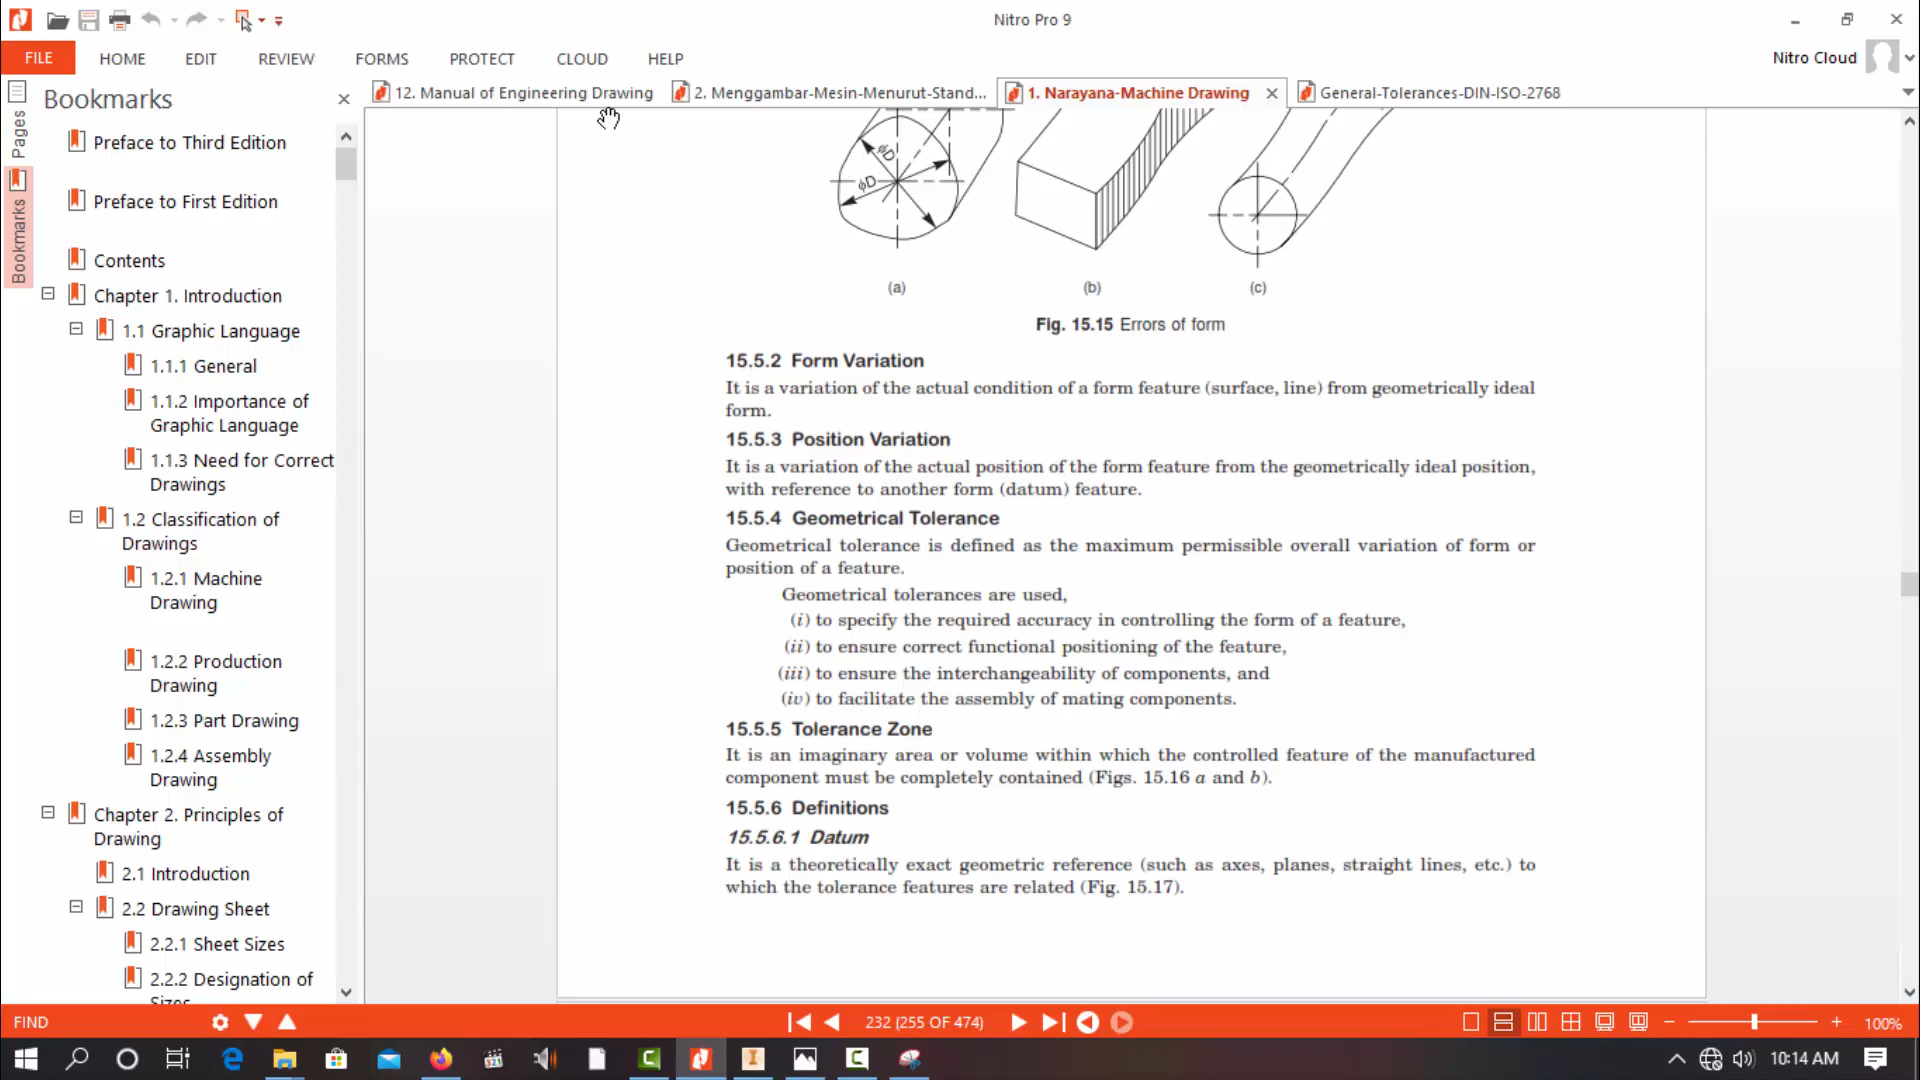 Nitro Pro 9
FILE
HOME
EDIT
REVIEW
FORMS
PROTECT
CLOUD
HELP
Nitro Cloud
12. Manual of Engineering Drawing
2. Menggambar-Mesin-Menurut-Stand...
1. Narayana-Machine Drawing
General-Tolerances-DIN-ISO-2768
Pages
Bookmarks
Bookmarks
Preface to Third Edition
Preface to First Edition
Contents
Chapter 1. Introduction
1.1 Graphic Language
1.1.1 General
1.1.2 Importance of
Graphic Language
1.1.3 Need for Correct
Drawings
1.2 Classification of
Drawings
1.2.1 Machine
Drawing
1.2.2 Production
Drawing
1.2.3 Part Drawing
1.2.4 Assembly
Drawing
Chapter 2. Principles of
Drawing
2.1 Introduction
2.2 Drawing Sheet
2.2.1 Sheet Sizes
2.2.2 Designation of
Sizes
ϕD
ϕD
(a)
(b)
(c)
Fig. 15.15 Errors of form
15.5.2 Form Variation
It is a variation of the actual condition of a form feature (surface, line) from geometrically ideal
form.
15.5.3 Position Variation
It is a variation of the actual position of the form feature from the geometrically ideal position,
with reference to another form (datum) feature.
15.5.4 Geometrical Tolerance
Geometrical tolerance is defined as the maximum permissible overall variation of form or
position of a feature.
Geometrical tolerances are used,
(i) to specify the required accuracy in controlling the form of a feature,
(ii) to ensure correct functional positioning of the feature,
(iii) to ensure the interchangeability of components, and
(iv) to facilitate the assembly of mating components.
15.5.5 Tolerance Zone
It is an imaginary area or volume within which the controlled feature of the manufactured
component must be completely contained (Figs. 15.16 a and b).
15.5.6 Definitions
15.5.6.1 Datum
It is a theoretically exact geometric reference (such as axes, planes, straight lines, etc.) to
which the tolerance features are related (Fig. 15.17).
FIND
232 (255 OF 474)
100%
10:14 AM